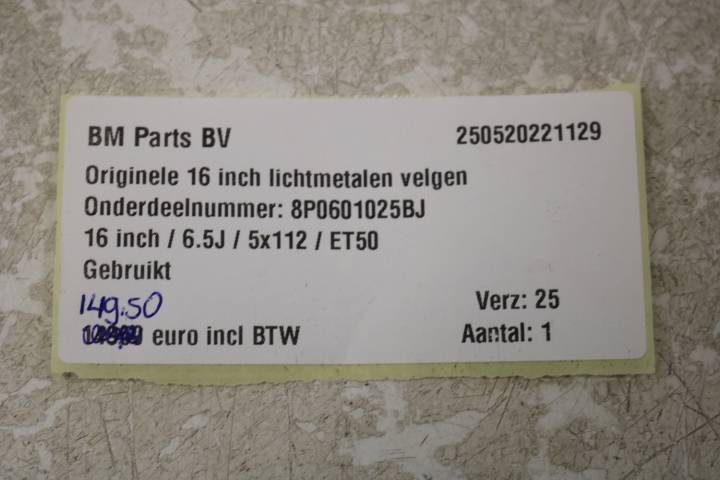 BM Parts BV 250520221129
Originele 16 inch lichtmetalen velgen
Onderdeelnummer: 8P0601025BJ
16 inch / 6.5J / 5x112 / ET50
Gebruikt
149.50 Verz: 25
euro incl BTW Aantal: 1